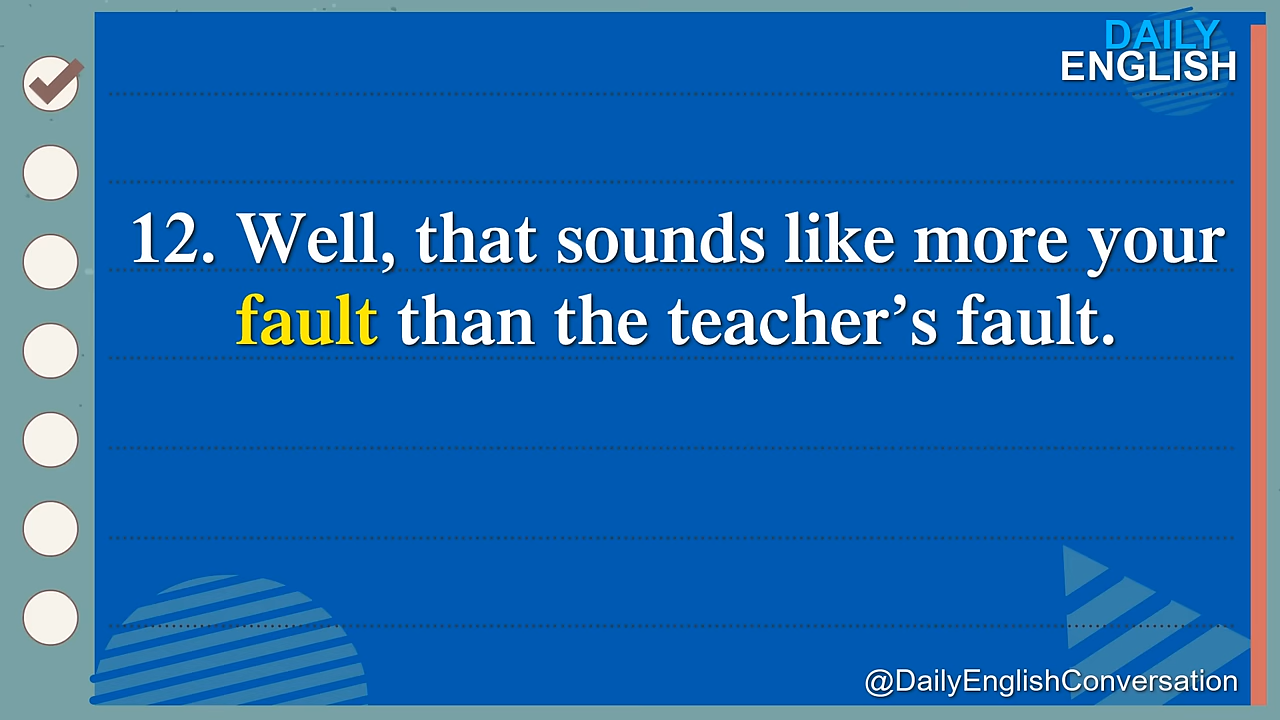 DAILY
ENGLISH
12. Well, that sounds like more your
fault than the teacher’s fault.
@DailyEnglishConversation